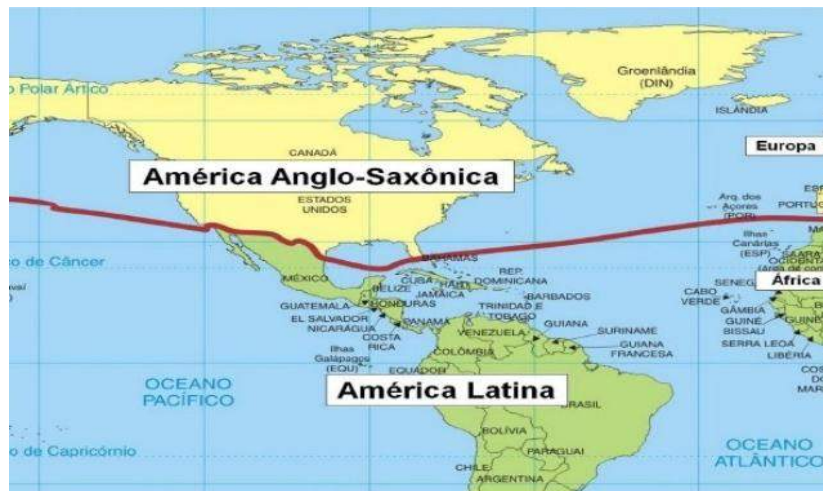 Groenlândia
(DIN)
o Polar Ártico
ISLÂNDIA
Europa
CANADÁ
América Anglo-Saxônica
ESTADOS
UNIDOS
Arq. dos
Açores
(POR)
PORTUG
Ilhas
Canárias
(ESP)
BAHAMAS
o de Câncer
MÉXICO
CUBA
HAITI
REP.
DOMINICANA
JAMAICA
BELIZE
HONDURAS
GUATEMALA
EL SALVADOR
NICARÁGUA
COSTA
RICA
PANAMÁ
BARBADOS
TRINIDAD E
TOBAGO
CABO
VERDE
SENEG
África
GÂMBIA
GUINÉ
BISSAU
SERRA LEOA
LIBÉRIA
VENEZUELA
GUIANA
SURINAME
GUIANA
FRANCESA
COLÔMBIA
Ilhas
Galápagos
(EQU)
EQUADOR
América Latina
BRASIL
OCEANO
PACÍFICO
BOLÍVIA
PARAGUAI
o de Capricórnio
CHILE
ARGENTINA
OCEANO
ATLÂNTICO